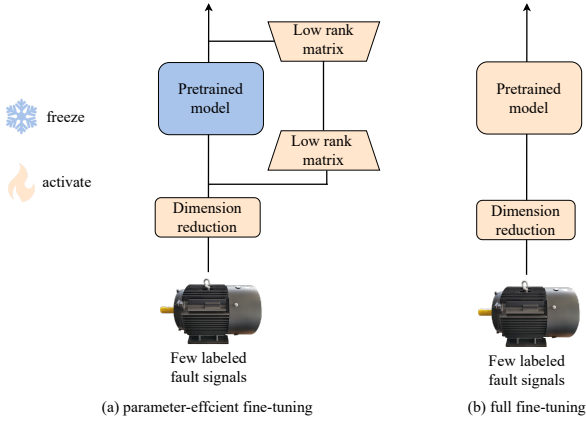 Low rank
matrix
Pretrained
model
Low rank
matrix
Dimension
reduction
Few labeled
fault signals
(a) parameter-effcient fine-tuning
freeze
activate
Pretrained
model
Dimension
reduction
Few labeled
fault signals
(b) full fine-tuning